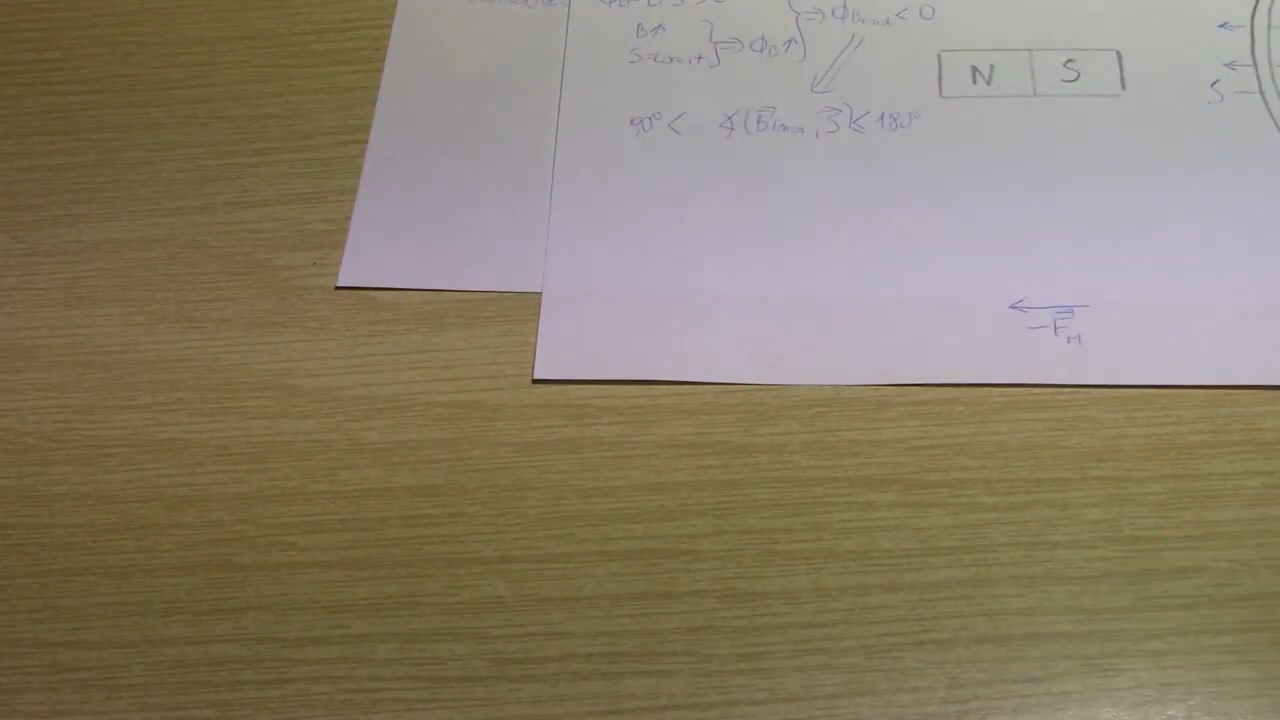 ⇒ Φ_Bind < 0
B↑
S=const } ⇒ Φ_B↑
N S
S
90° < ∢(B⃗ind, S⃗) ≤ 180°
−F⃗_M